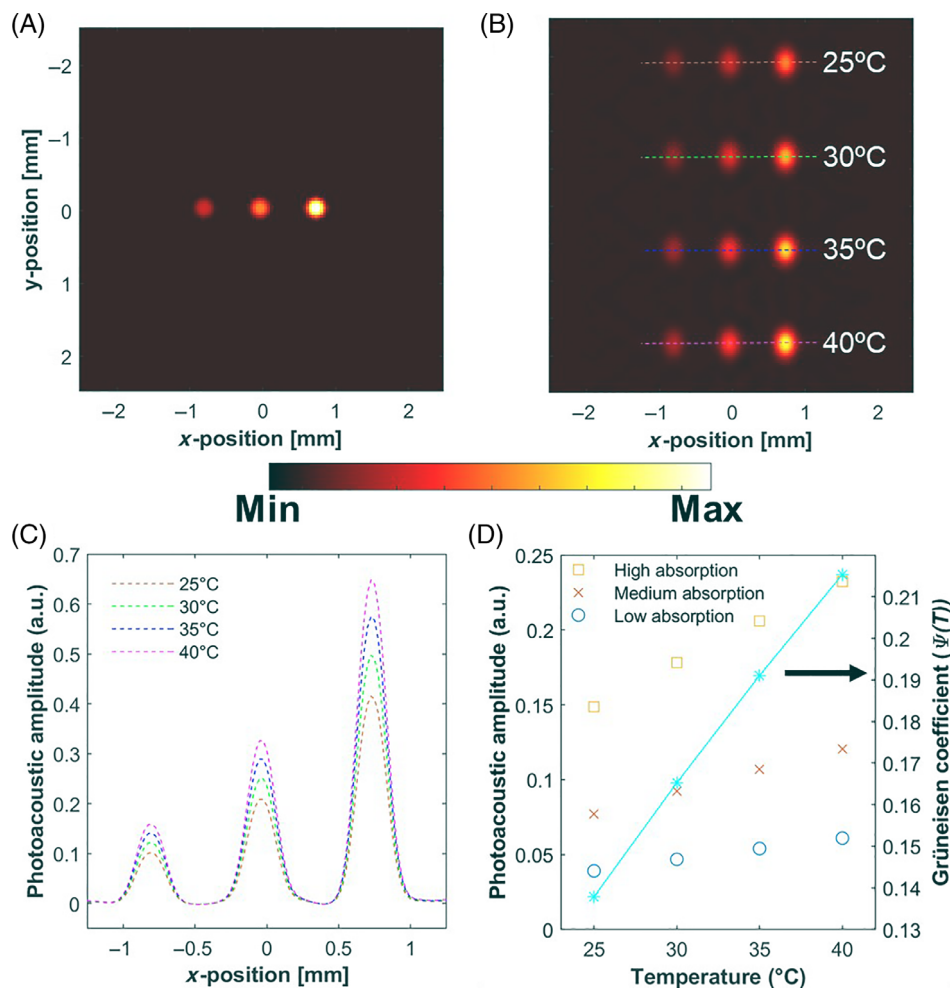 (A)
−2
−1
0
1
2
y-position [mm]
−2
−1
0
1
2
x-position [mm]
(B)
25ºC
30ºC
35ºC
40ºC
−2
−1
0
1
2
x-position [mm]
Min
Max
(C)
0.7
0.6
0.5
0.4
0.3
0.2
0.1
0
Photoacoustic amplitude (a.u.)
25°C
30°C
35°C
40°C
−1
−0.5
0
0.5
1
x-position [mm]
(D)
0.25
0.2
0.15
0.1
0.05
0
Photoacoustic amplitude (a.u.)
High absorption
Medium absorption
Low absorption
25
30
35
40
Temperature (°C)
0.21
0.2
0.19
0.18
0.17
0.16
0.15
0.14
0.13
Grüneisen coefficient (Ψ(T)